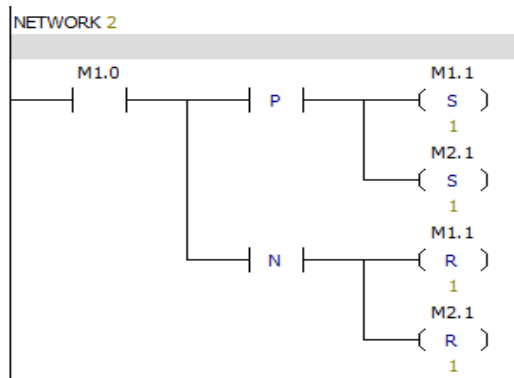 NETWORK 2
M1.0 M1.1
P ( S )
1
M2.1
( S )
1
M1.1
N ( R )
1
M2.1
( R )
1